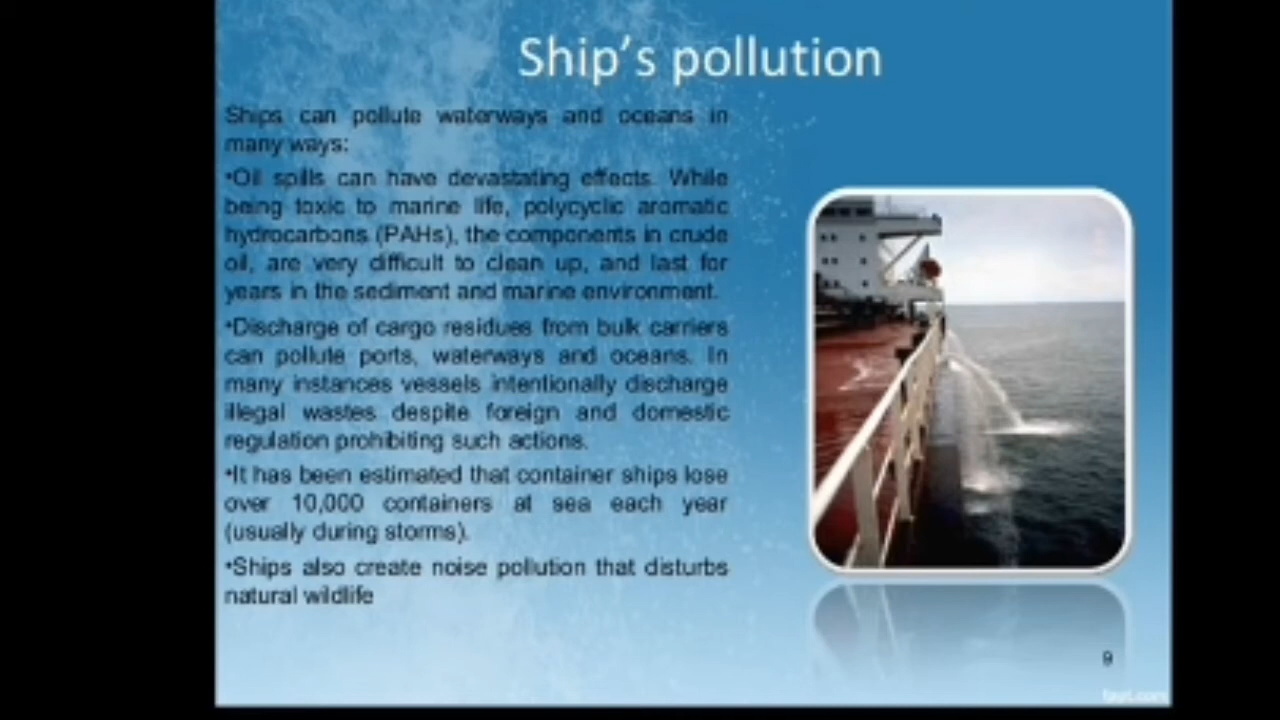 Ship's pollution
Ships can pollute waterways and oceans in
many ways:
•Oil spills can have devastating effects. While
being toxic to marine life, polycyclic aromatic
hydrocarbons (PAHs), the components in crude
oil, are very difficult to clean up, and last for
years in the sediment and marine environment.
•Discharge of cargo residues from bulk carriers
can pollute ports, waterways and oceans. In
many instances vessels intentionally discharge
illegal wastes despite foreign and domestic
regulation prohibiting such actions.
•It has been estimated that container ships lose
over 10,000 containers at sea each year
(usually during storms).
•Ships also create noise pollution that disturbs
natural wildlife
9